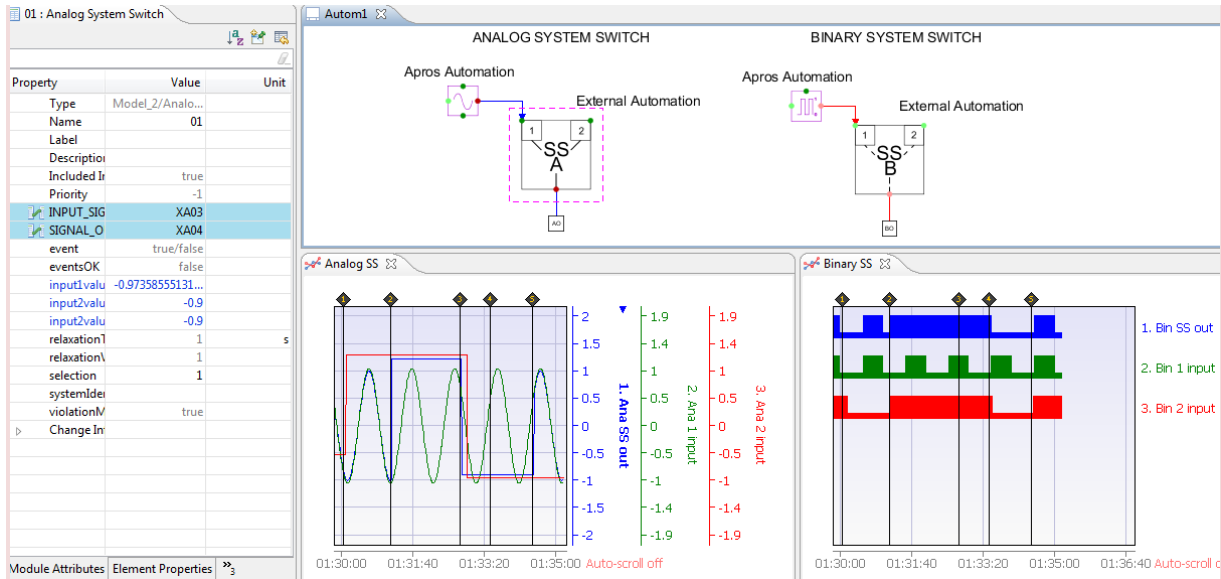 01 : Analog System Switch
Property Value Unit
Type Model_2/Analo...
Name 01
Label
Description
Included Ir true
Priority -1
INPUT_SIG XA03
SIGNAL_O XA04
event true/false
eventsOK false
input1valu -0.97358555131...
input2valu -0.9
input2valu -0.9
relaxationT 1 s
relaxationV 1
selection 1
systemIder
violationM true
Change In
Module Attributes Element Properties »3
Autom1
ANALOG SYSTEM SWITCH
Apros Automation
External Automation
1 2
SS
A
AO
BINARY SYSTEM SWITCH
Apros Automation
External Automation
1 2
SS
B
BO
Analog SS
1 2 3 4 5
2 1.9 1.9
1.5 1.4 1.4
1 1 1
0.5 0.5 0.5
0 0 0
-0.5 -0.5 -0.5
-1 -1 -1
-1.5 -1.4 -1.4
-2 -1.9 -1.9
1. Ana SS out
2. Ana 1 input
3. Ana 2 input
01:30:00 01:31:40 01:33:20 01:35:00 Auto-scroll off
Binary SS
1 2 3 4 5
1. Bin SS out
2. Bin 1 input
3. Bin 2 input
01:30:00 01:31:40 01:33:20 01:35:00 01:36:40 Auto-scroll o